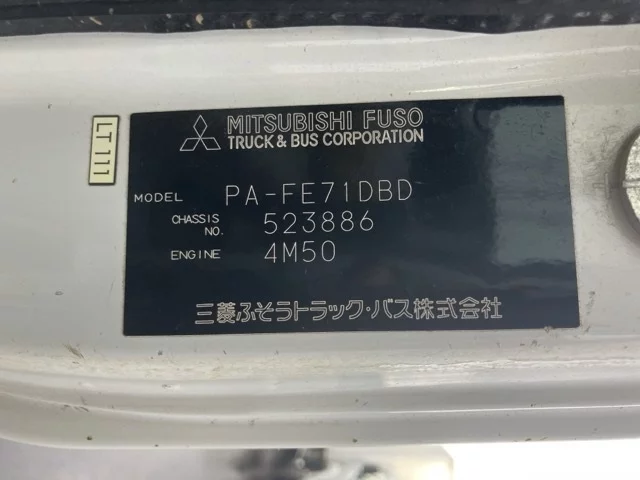 LT111
MITSUBISHI FUSO
TRUCK & BUS CORPORATION
MODEL PA-FE71DBD
CHASSIS NO. 523886
ENGINE 4M50
三菱ふそうトラック・バス株式会社